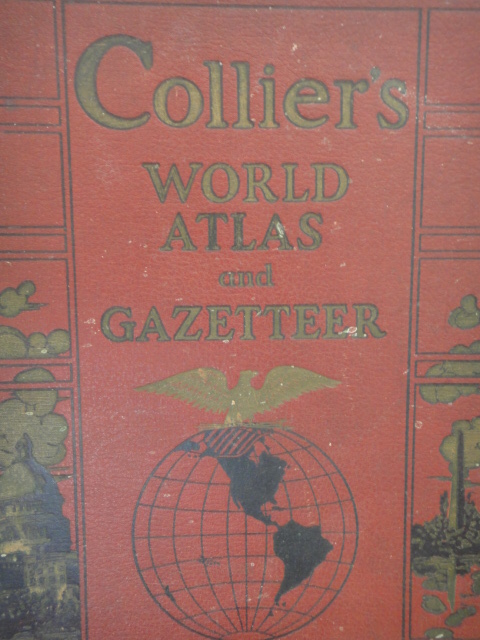 Collier's
WORLD
ATLAS
and
GAZETTEER